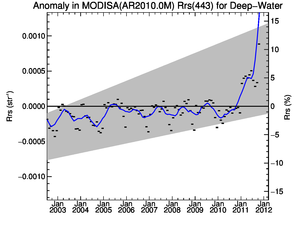 Anomaly in MODISA(AR2010.0M) Rrs(443) for Deep-Water
0.0010
0.0005
0.0000
-0.0005
-0.0010
Rrs (str⁻¹)
15
10
5
0
-5
-10
-15
Rrs (%)
Jan Jan Jan Jan Jan Jan Jan Jan Jan Jan
2003 2004 2005 2006 2007 2008 2009 2010 2011 2012